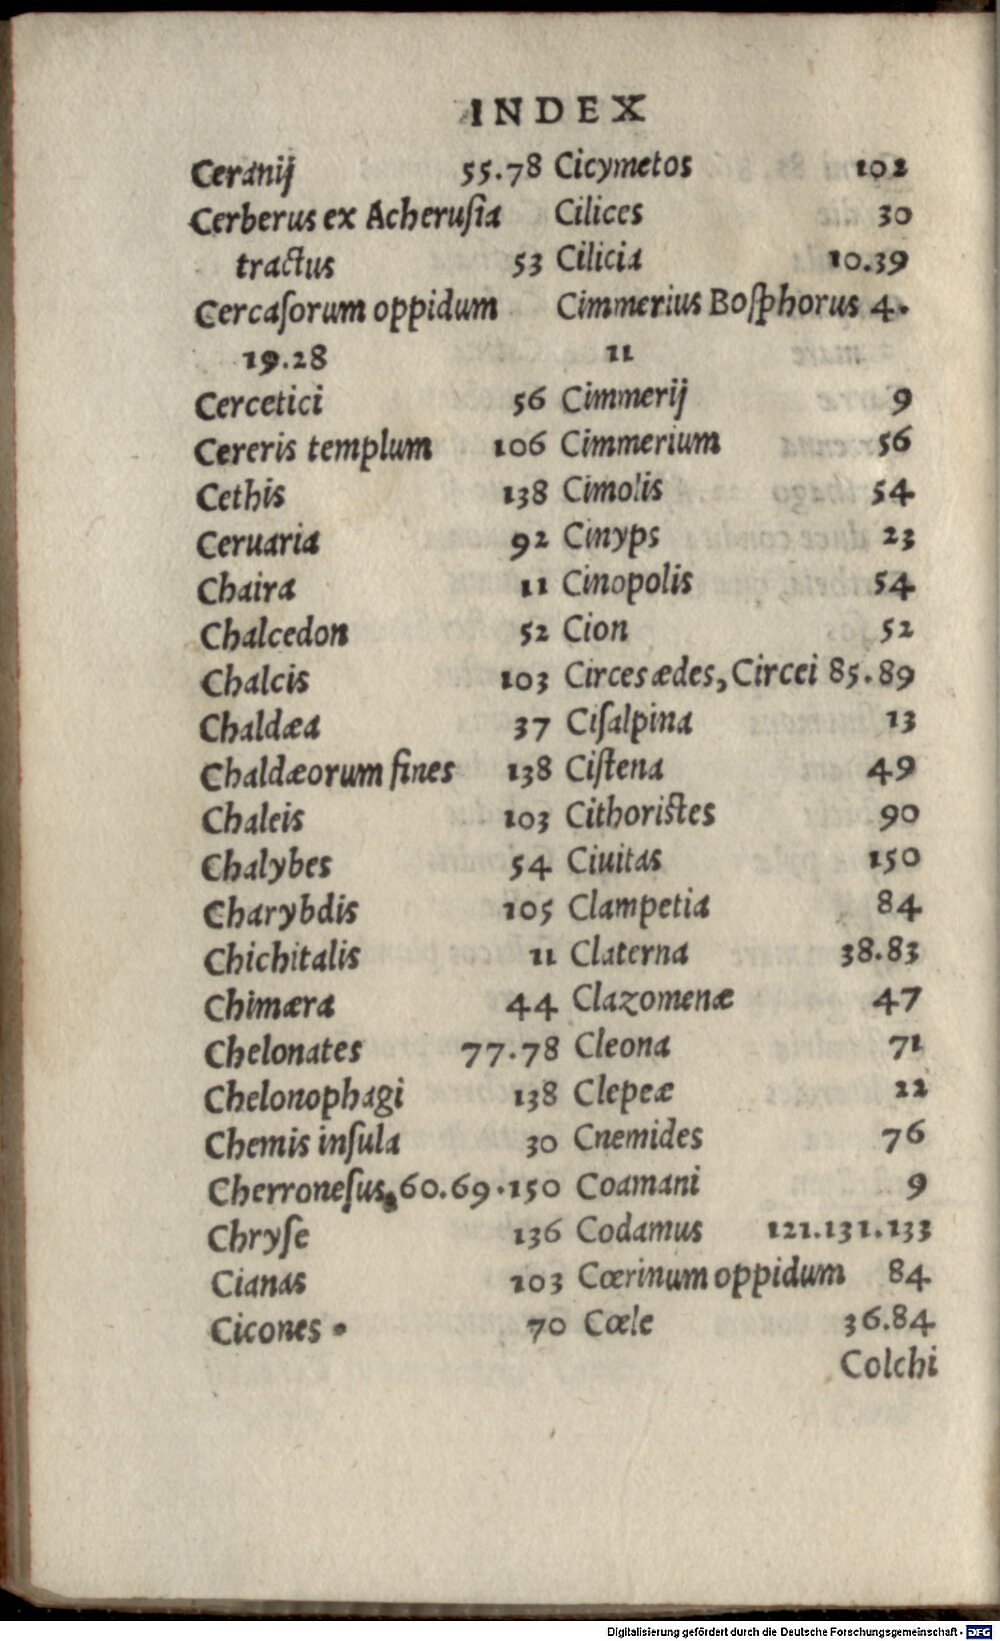 INDEX
Ceranij 55.78
Cerberus ex Acheruſia
tractus 53
Cercaſorum oppidum
19.28
Cercetici 56
Cereris templum 106
Cethis 138
Ceruaria 92
Chaira 11
Chalcedon 52
Chalcis 103
Chaldæa 37
Chaldæorum fines 138
Chaleis 103
Chalybes 54
Charybdis 105
Chichitalis 11
Chimæra 44
Chelonates 77.78
Chelonophagi 138
Chemis inſula 30
Cherroneſus, 60.69.150
Chryſe 136
Cianas 103
Cicones . 70
Cicymetos 102
Cilices 30
Cilicia 10.39
Cimmerius Boſphorus 4.
11
Cimmerij 9
Cimmerium 56
Cimolis 54
Cinyps 23
Cinopolis 54
Cion 52
Circes ædes, Circei 85.89
Ciſalpina 13
Ciſtena 49
Cithoristes 90
Ciuitas 150
Clampetia 84
Claterna 38.83
Clazomenæ 47
Cleona 71
Clepeæ 22
Cnemides 76
Coamani 9
Codamus 121.131.133
Cœrinum oppidum 84
Cœle 36.84
Colchi
Digitalisierung gefördert durch die Deutsche Forschungsgemeinschaft - DFG